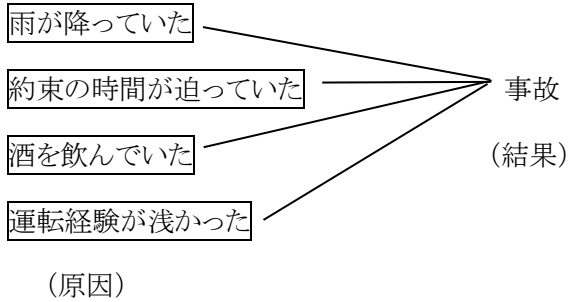 雨が降っていた
約束の時間が迫っていた
事故
酒を飲んでいた
（結果）
運転経験が浅かった
（原因）